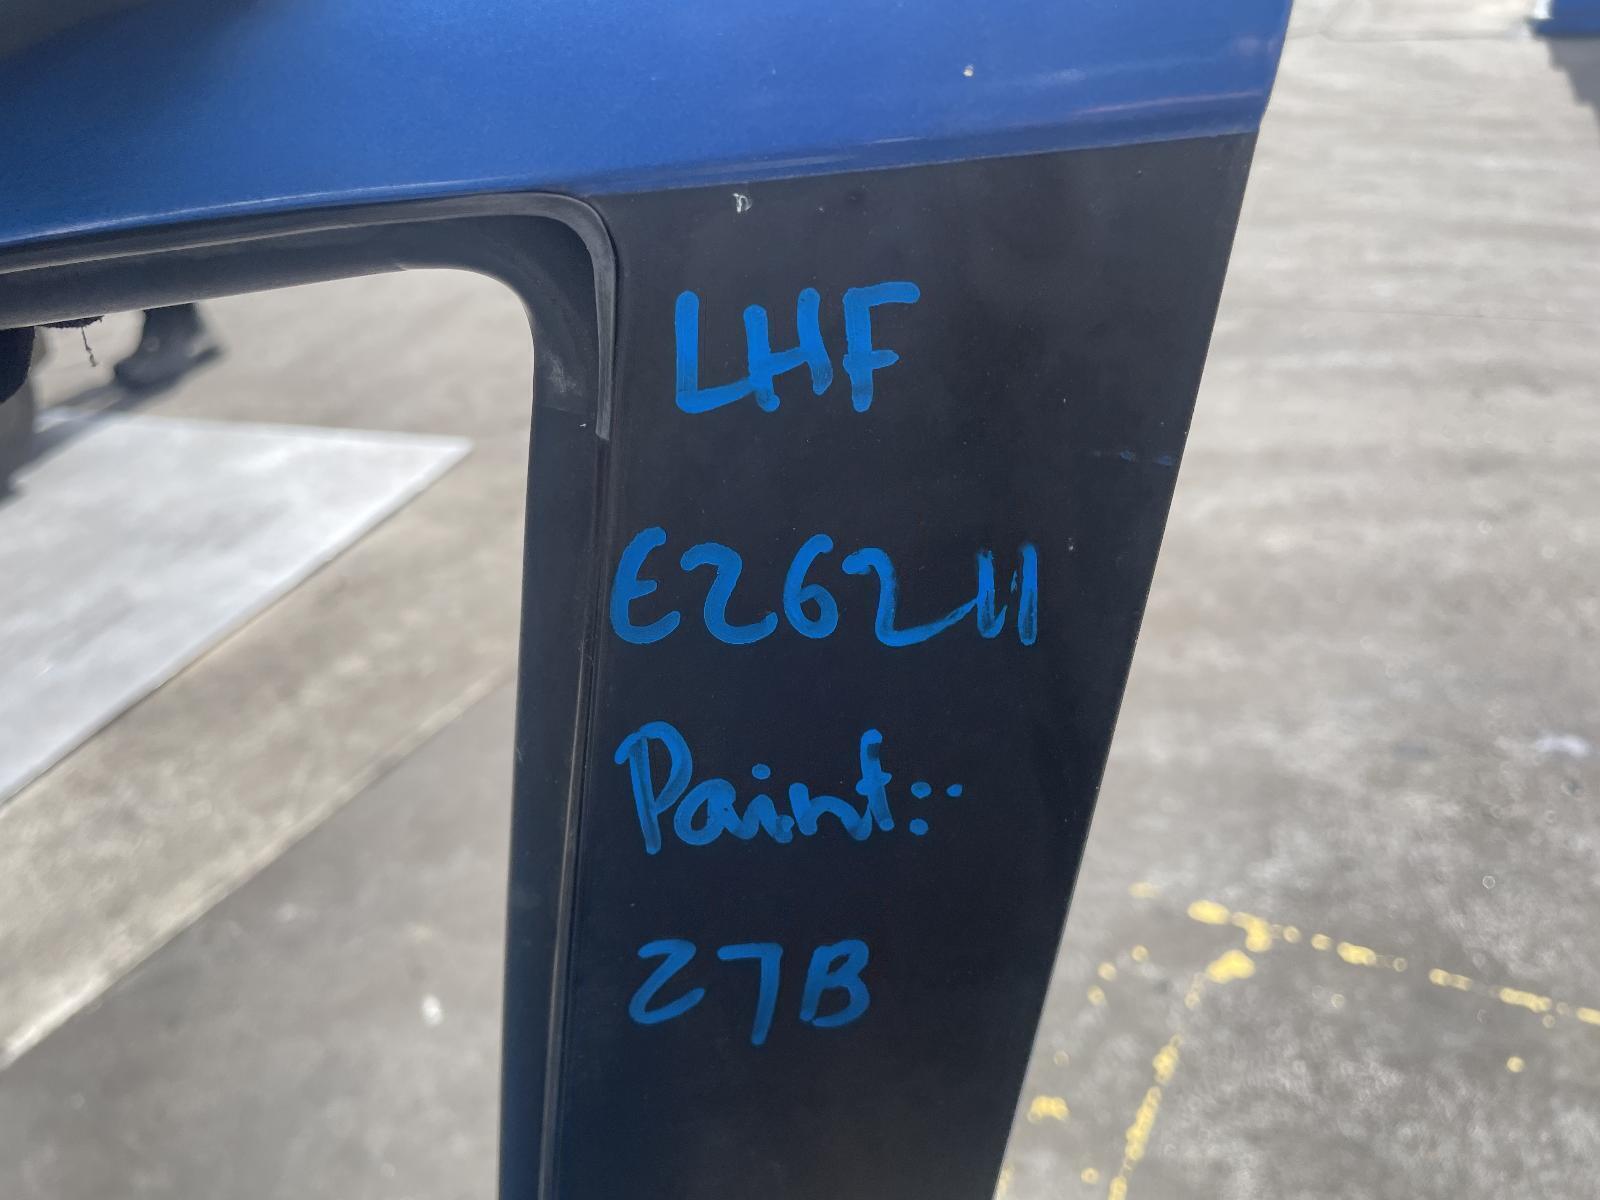 LHF
E26211
Paint::
27B